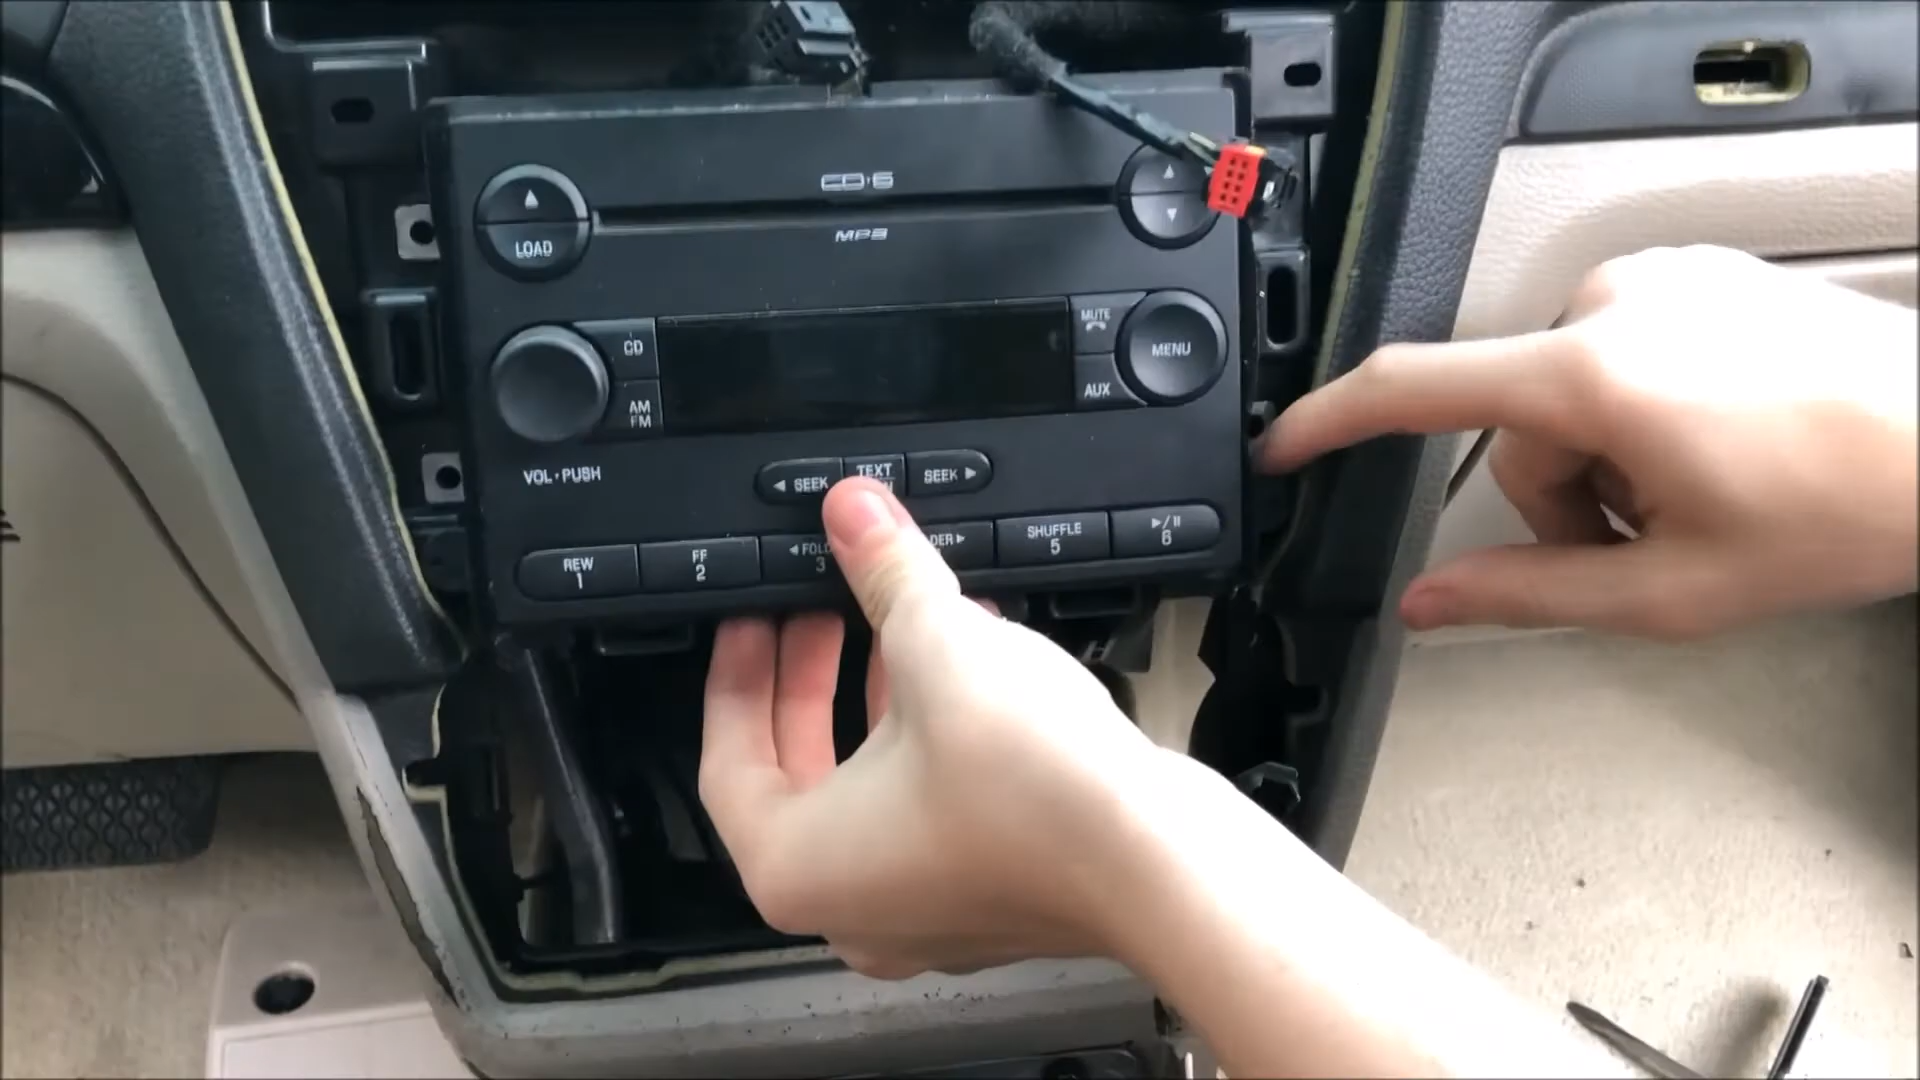 CD·6
LOAD
MP3
MUTE
CD
MENU
AM
FM
AUX
VOL·PUSH
◄ SEEK
TEXT
SEEK ►
REW
1
FF
2
◄
3
SHUFFLE
5
►/II
6